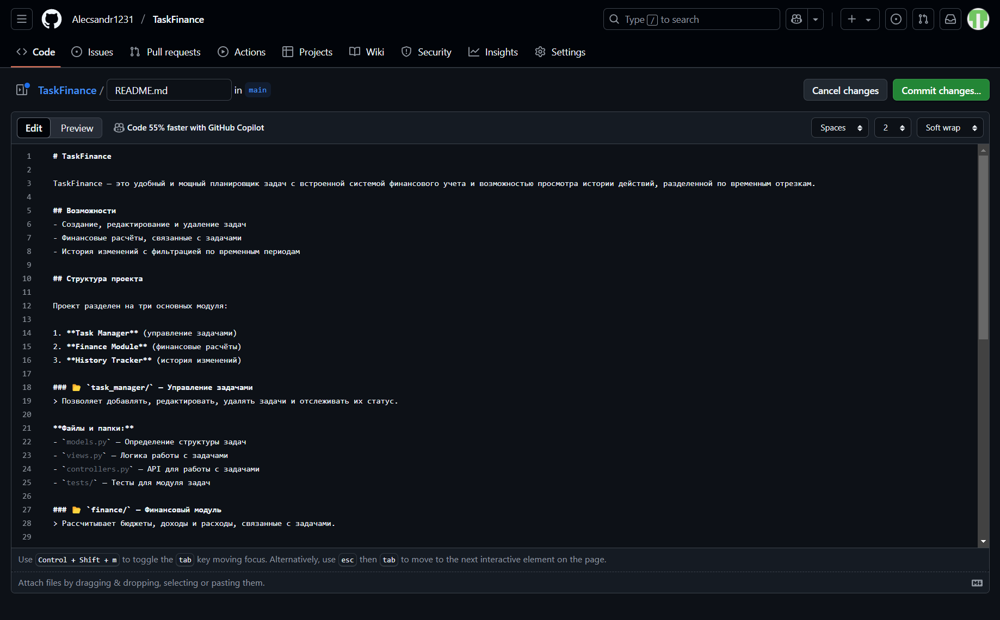 Alecsandr1231 / TaskFinance
Type / to search
Code
Issues
Pull requests
Actions
Projects
Wiki
Security
Insights
Settings
TaskFinance / README.md in main
Cancel changes
Commit changes...
Edit
Preview
Code 55% faster with GitHub Copilot
Spaces
2
Soft wrap
1 # TaskFinance
2
3 TaskFinance — это удобный и мощный планировщик задач с встроенной системой финансового учета и возможностью просмотра истории действий, разделенной по временным отрезкам.
4
5 ## Возможности
6 - Создание, редактирование и удаление задач
7 - Финансовые расчёты, связанные с задачами
8 - История изменений с фильтрацией по временным периодам
9
10 ## Структура проекта
11
12 Проект разделен на три основных модуля:
13
14 1. **Task Manager** (управление задачами)
15 2. **Finance Module** (финансовые расчёты)
16 3. **History Tracker** (история изменений)
17
18 ### 📂 `task_manager/` — Управление задачами
19 > Позволяет добавлять, редактировать, удалять задачи и отслеживать их статус.
20
21 **Файлы и папки:**
22 - `models.py` — Определение структуры задач
23 - `views.py` — Логика работы с задачами
24 - `controllers.py` — API для работы с задачами
25 - `tests/` — Тесты для модуля задач
26
27 ### 📂 `finance/` — Финансовый модуль
28 > Рассчитывает бюджеты, доходы и расходы, связанные с задачами.
29
Use Control + Shift + m to toggle the tab key moving focus. Alternatively, use esc then tab to move to the next interactive element on the page.
Attach files by dragging & dropping, selecting or pasting them.